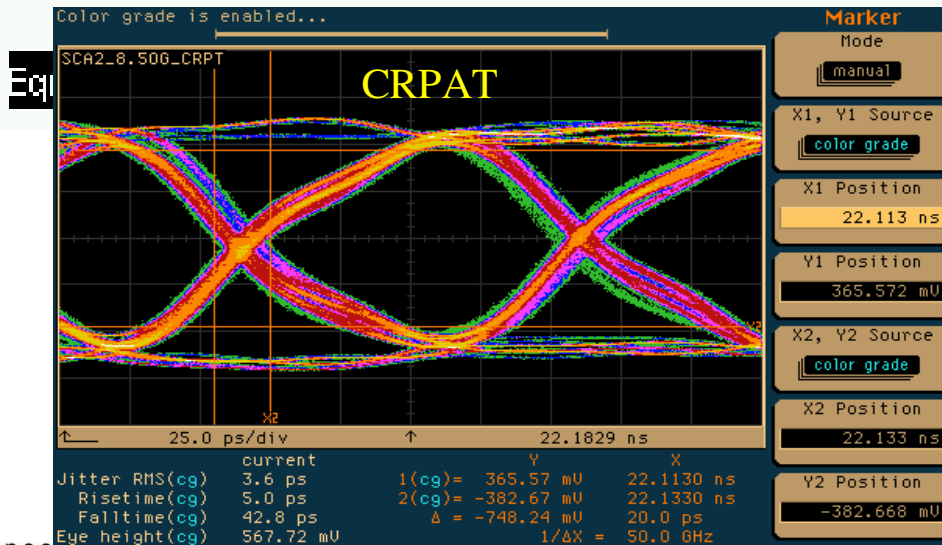 Color grade is enabled...
SCA2_8.50G_CRPT
CRPAT
X2
X2
25.0 ps/div
22.1829 ns
current Y X
Jitter RMS(cg) 3.6 ps 1(cg)= 365.57 mV 22.1130 ns
Risetime(cg) 5.0 ps 2(cg)= -382.67 mV 22.1330 ns
Falltime(cg) 42.8 ps Δ = -748.24 mV 20.0 ps
Eye height(cg) 567.72 mV 1/ΔX = 50.0 GHz
Marker
Mode
manual
X1, Y1 Source
color grade
X1 Position
22.113 ns
Y1 Position
365.572 mV
X2, Y2 Source
color grade
X2 Position
22.133 ns
Y2 Position
-382.668 mV